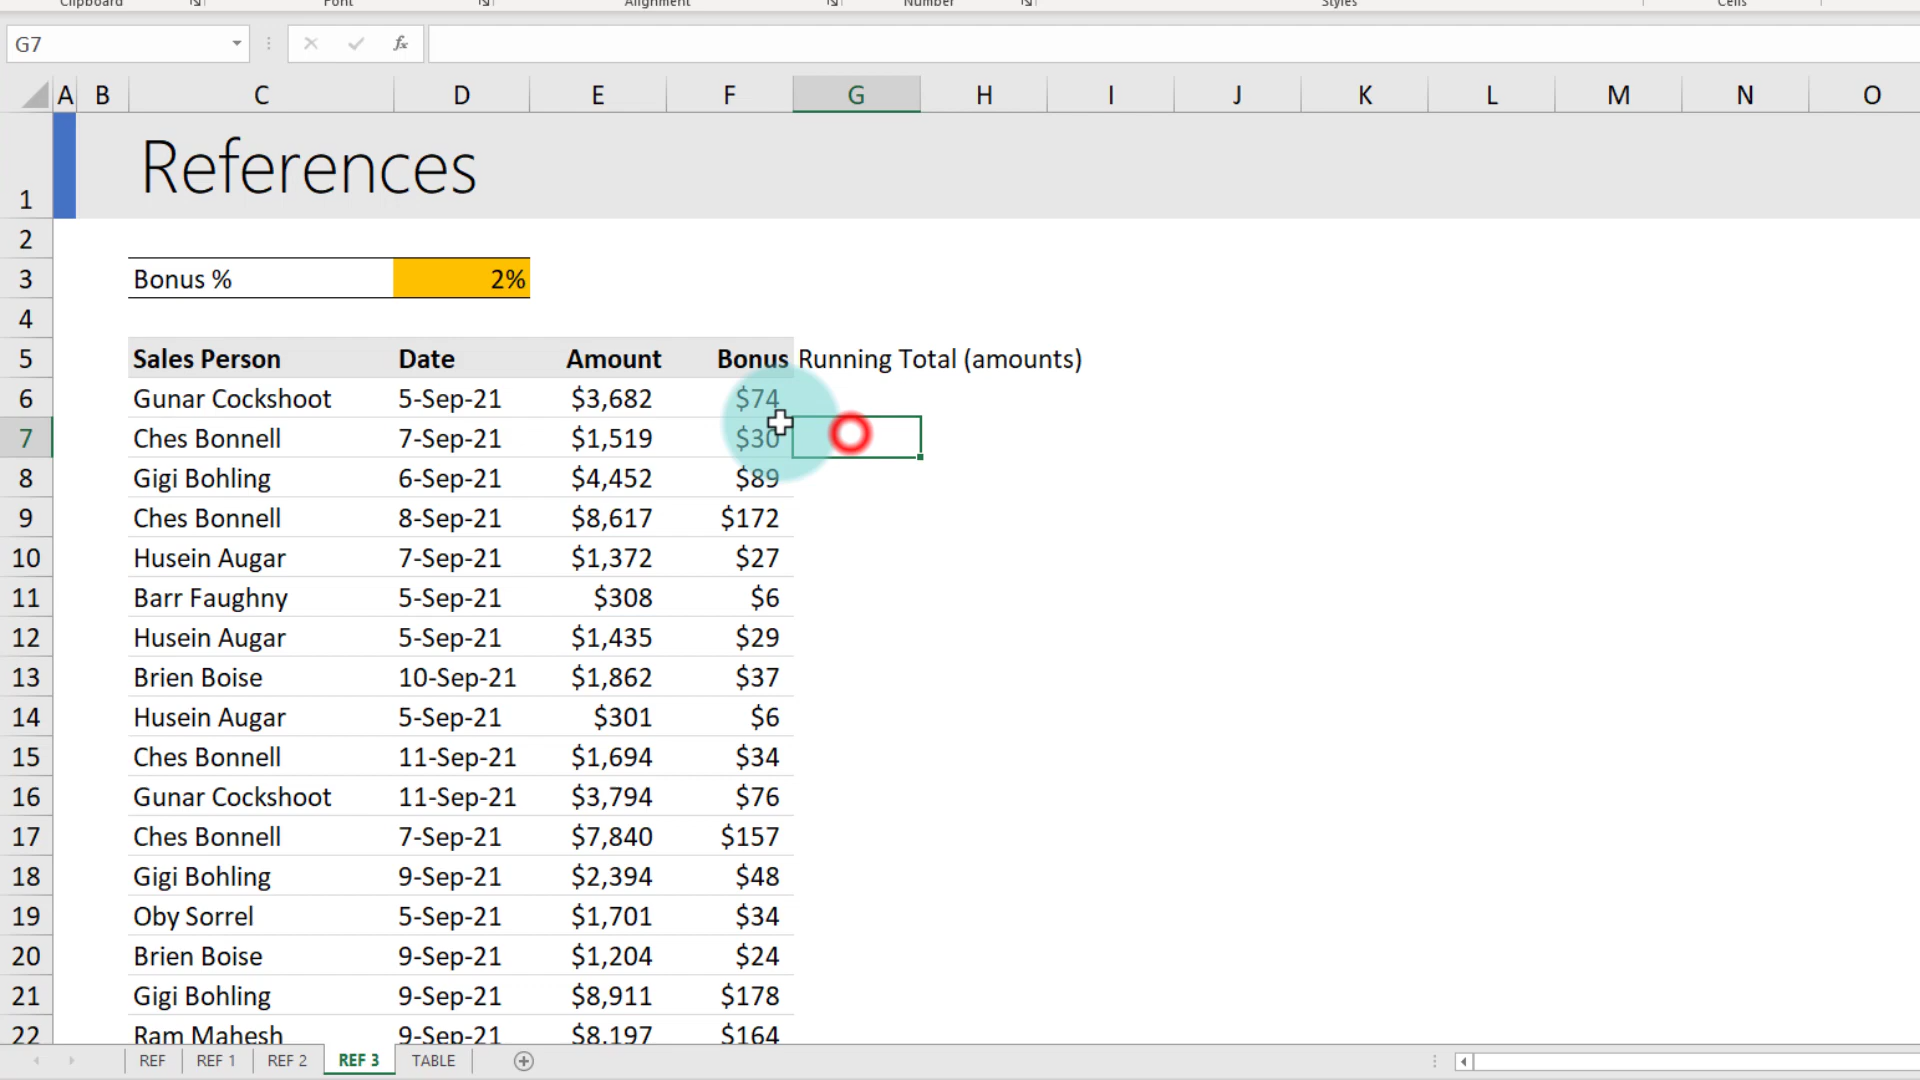 Clipboard Font Alignment Number Styles Cells
G7 fx
A B C D E F G H I J K L M N O
1 References
2
3 Bonus % 2%
4
5 Sales Person Date Amount Bonus Running Total (amounts)
6 Gunar Cockshoot 5-Sep-21 $3,682 $74
7 Ches Bonnell 7-Sep-21 $1,519 $30
8 Gigi Bohling 6-Sep-21 $4,452 $89
9 Ches Bonnell 8-Sep-21 $8,617 $172
10 Husein Augar 7-Sep-21 $1,372 $27
11 Barr Faughny 5-Sep-21 $308 $6
12 Husein Augar 5-Sep-21 $1,435 $29
13 Brien Boise 10-Sep-21 $1,862 $37
14 Husein Augar 5-Sep-21 $301 $6
15 Ches Bonnell 11-Sep-21 $1,694 $34
16 Gunar Cockshoot 11-Sep-21 $3,794 $76
17 Ches Bonnell 7-Sep-21 $7,840 $157
18 Gigi Bohling 9-Sep-21 $2,394 $48
19 Oby Sorrel 5-Sep-21 $1,701 $34
20 Brien Boise 9-Sep-21 $1,204 $24
21 Gigi Bohling 9-Sep-21 $8,911 $178
22 Ram Mahesh 9-Sep-21 $8,197 $164
REF REF 1 REF 2 REF 3 TABLE